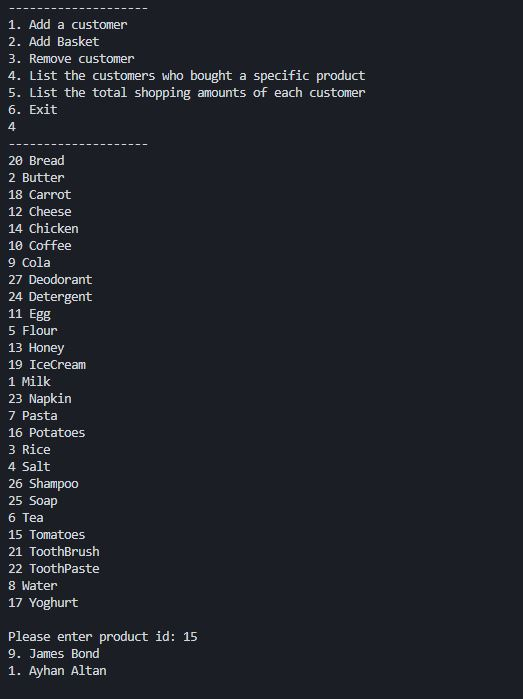 --------------------
1. Add a customer
2. Add Basket
3. Remove customer
4. List the customers who bought a specific product
5. List the total shopping amounts of each customer
6. Exit
4
--------------------
20 Bread
2 Butter
18 Carrot
12 Cheese
14 Chicken
10 Coffee
9 Cola
27 Deodorant
24 Detergent
11 Egg
5 Flour
13 Honey
19 IceCream
1 Milk
23 Napkin
7 Pasta
16 Potatoes
3 Rice
4 Salt
26 Shampoo
25 Soap
6 Tea
15 Tomatoes
21 ToothBrush
22 ToothPaste
8 Water
17 Yoghurt
Please enter product id: 15
9. James Bond
1. Ayhan Altan